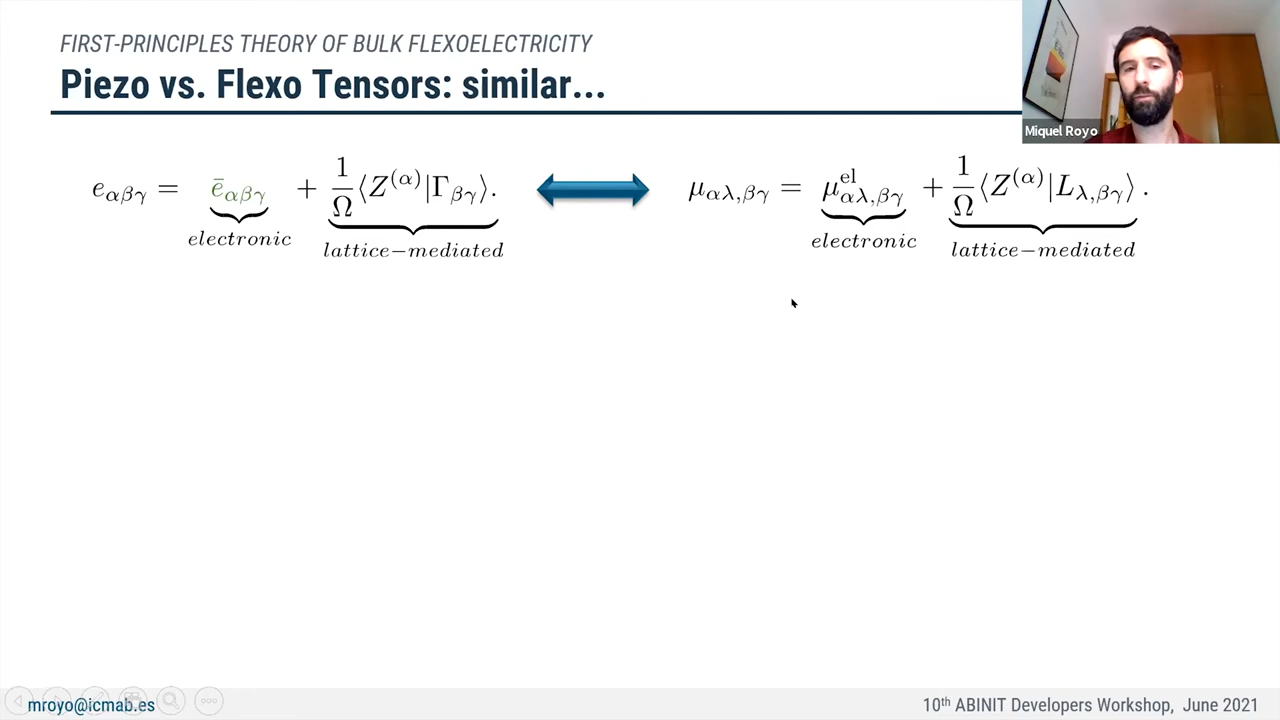 FIRST-PRINCIPLES THEORY OF BULK FLEXOELECTRICITY
Piezo vs. Flexo Tensors: similar...
Miquel Royo
e_{αβγ} = ē_{αβγ} + \frac{1}{Ω}⟨Z^{(α)}|Γ_{βγ}⟩.
electronic
lattice−mediated
μ_{αλ,βγ} = μ^{el}_{αλ,βγ} + \frac{1}{Ω}⟨Z^{(α)}|L_{λ,βγ}⟩.
electronic
lattice−mediated
mroyo@icmab.es
10th ABINIT Developers Workshop, June 2021